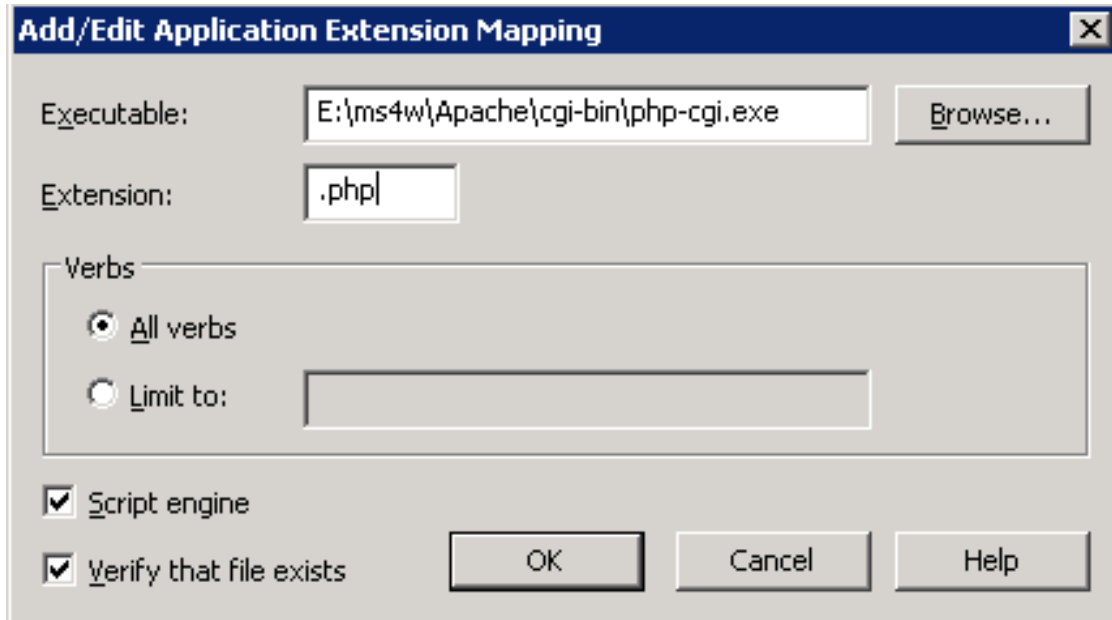 Add/Edit Application Extension Mapping
Executable: E:\ms4w\Apache\cgi-bin\php-cgi.exe Browse...
Extension: .php
Verbs
All verbs
Limit to:
Script engine
Verify that file exists OK Cancel Help